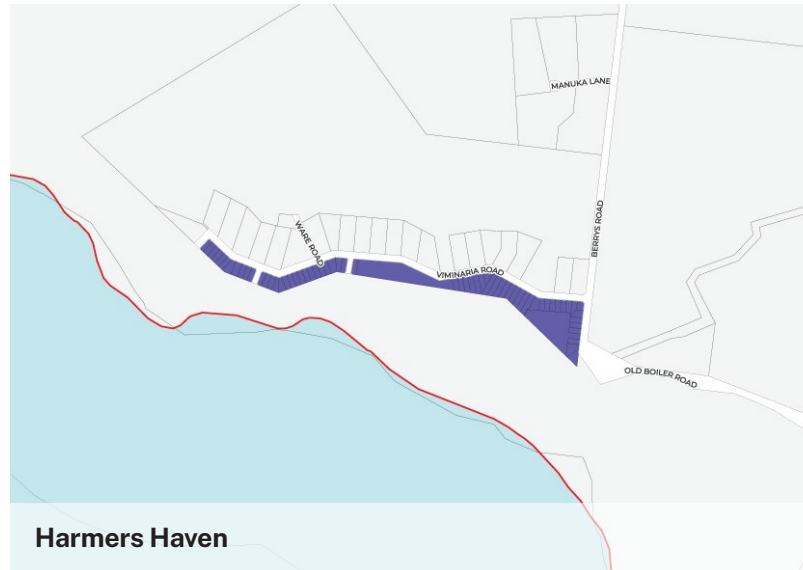 MANUKA LANE
BERRYS ROAD
WARE ROAD
VIMINARIA ROAD
OLD BOILER ROAD
Harmers Haven